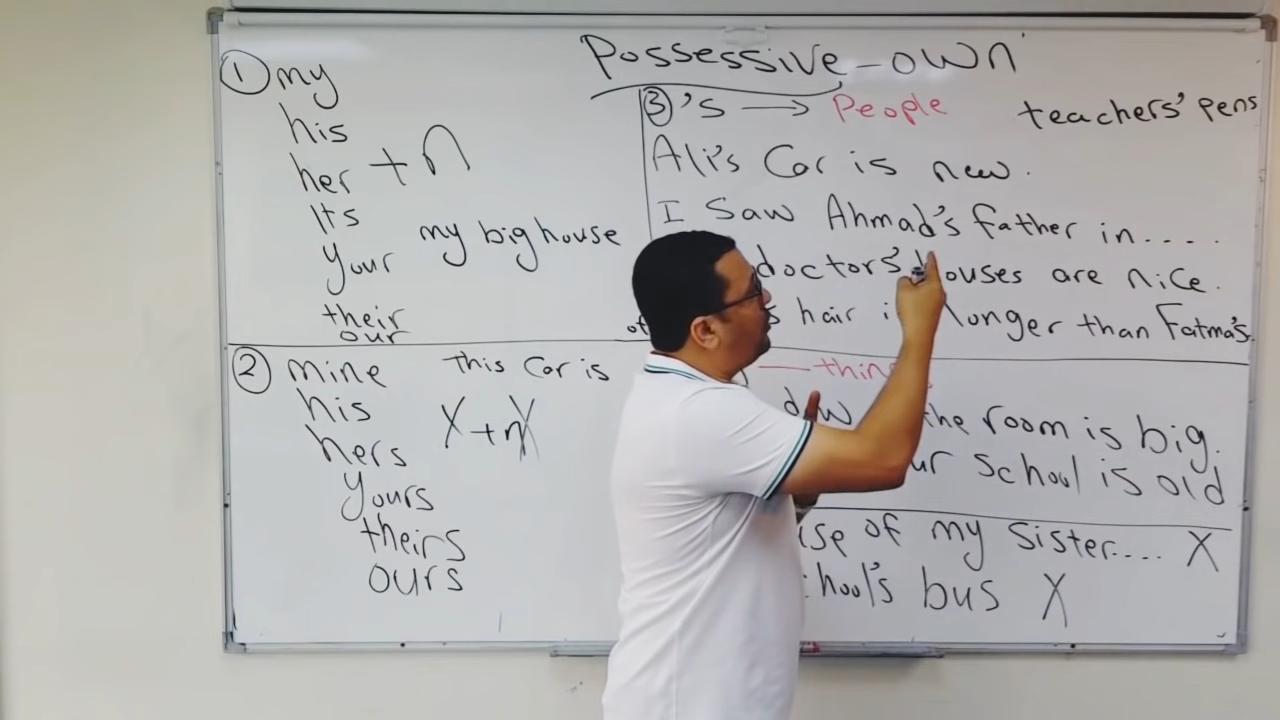 Possessive - own
① my
his
her + n
Its
your my big house
their
our
② mine This Car is
his
hers X + n X
yours
theirs
ours
③ 's → People teachers' pens
Ali's Car is new.
I Saw Ahmad's father in....
doctors' houses are nice.
hair is longer than Fatma's.
of — thin
the room is big.
School is old
of my sister.... X
bus X